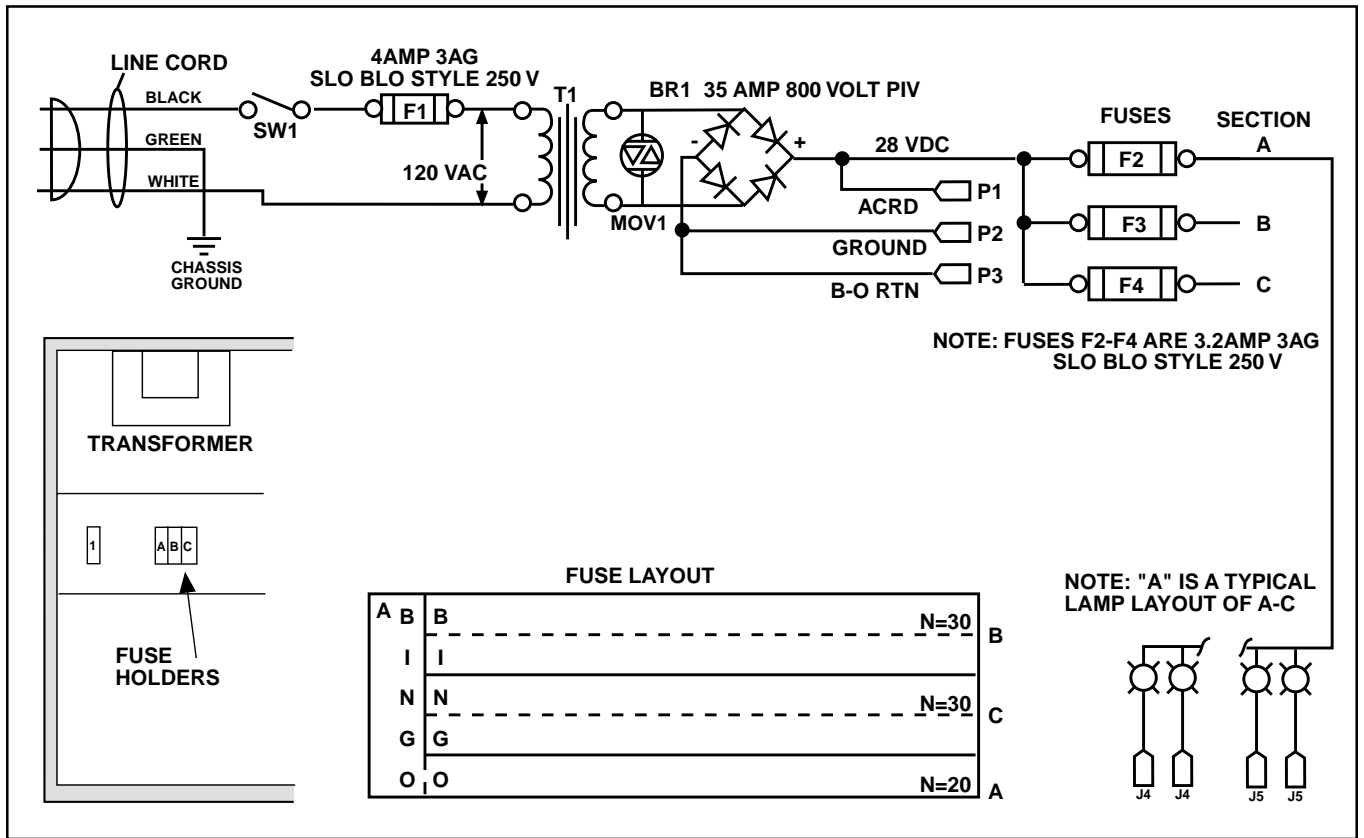 LINE CORD
4AMP 3AG
SLO BLO STYLE 250 V
T1
BR1 35 AMP 800 VOLT PIV
BLACK
F1
SW1
GREEN
120 VAC
WHITE
CHASSIS
GROUND
MOV1
-
+
28 VDC
ACRD
P1
GROUND
P2
B-O RTN
P3
FUSES
SECTION
F2
A
F3
B
F4
C
NOTE: FUSES F2-F4 ARE 3.2AMP 3AG
SLO BLO STYLE 250 V
TRANSFORMER
1
A B C
FUSE
HOLDERS
FUSE LAYOUT
A B B N=30 B
I I
N N N=30 C
G G
O O N=20 A
NOTE: "A" IS A TYPICAL
LAMP LAYOUT OF A-C
J4 J4 J5 J5